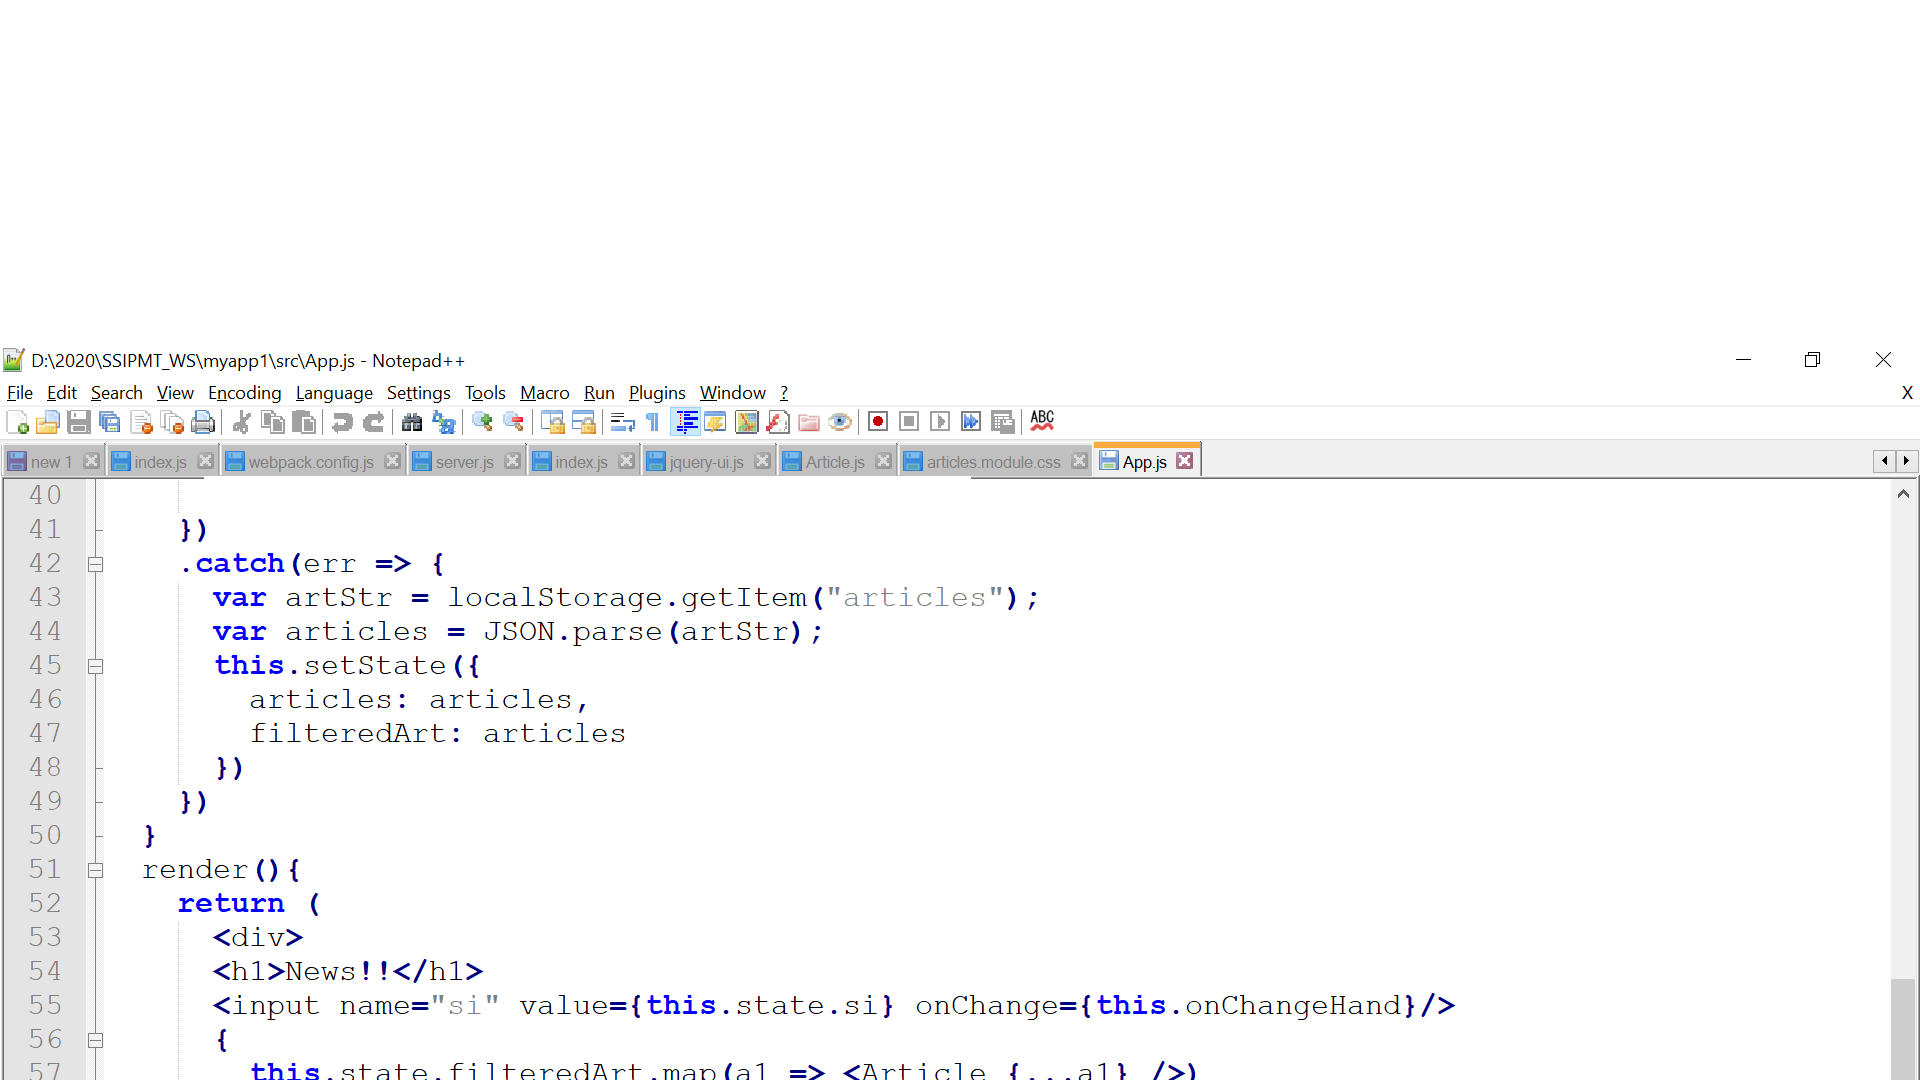 D:\2020\SSIPMT_WS\myapp1\src\App.js - Notepad++
File Edit Search View Encoding Language Settings Tools Macro Run Plugins Window ? X
ABC
new 1 index.js webpack.config.js server.js index.js jquery-ui.js Article.js articles.module.css App.js
40
41 })
42 .catch(err => {
43 var artStr = localStorage.getItem("articles");
44 var articles = JSON.parse(artStr);
45 this.setState({
46 articles: articles,
47 filteredArt: articles
48 })
49 })
50 }
51 render(){
52 return (
53 <div>
54 <h1>News!!</h1>
55 <input name="si" value={this.state.si} onChange={this.onChangeHand}/>
56 {
57 this.state.filteredArt.map(a1 => <Article {...a1} />)